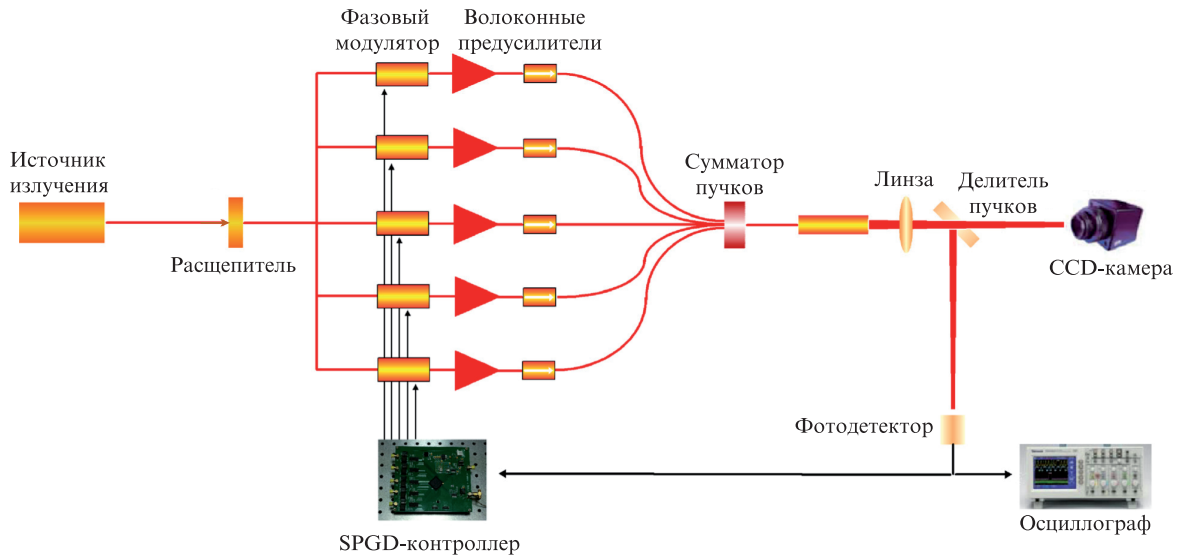 Фазовый
модулятор
Волоконные
предусилители
Источник
излучения
Расщепитель
Сумматор
пучков
Линза
Делитель
пучков
CCD-камера
Фотодетектор
SPGD-контроллер
Осциллограф